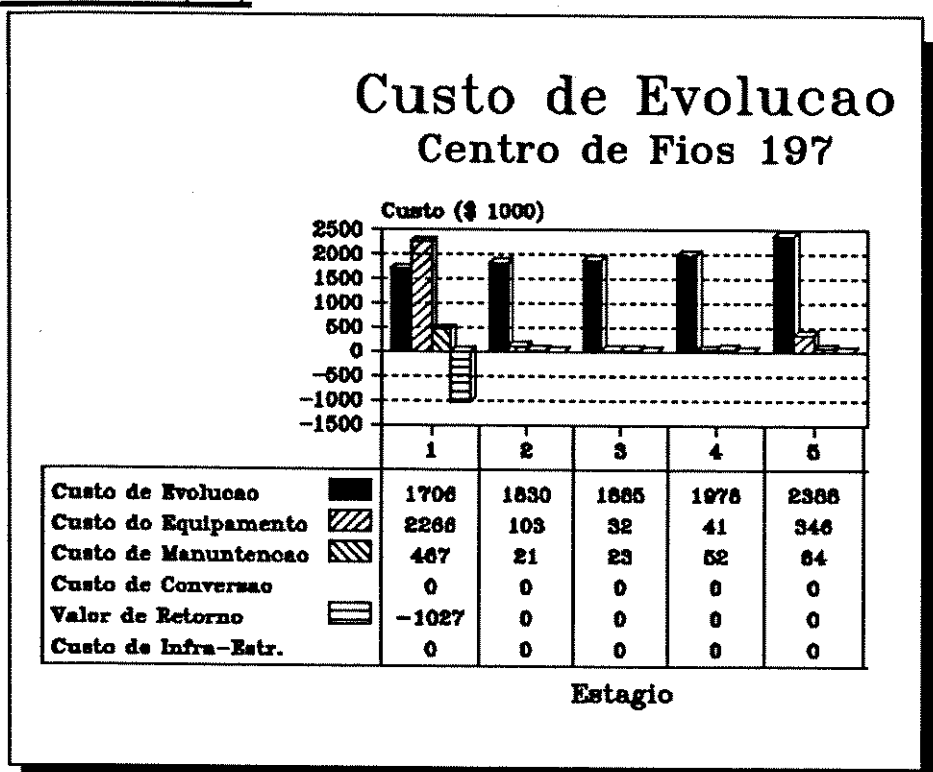 Custo de Evolucao
Centro de Fios 197
Custo ($ 1000)
2500
2000
1500
1000
500
0
-500
-1000
-1500
1 2 3 4 5
Custo de Evolucao 1706 1830 1885 1978 2388
Custo do Equipamento 2266 103 32 41 346
Custo de Manuntencao 467 21 23 52 64
Custo de Conversao 0 0 0 0 0
Valor de Retorno -1027 0 0 0 0
Custo de Infra-Estr. 0 0 0 0 0
Estagio